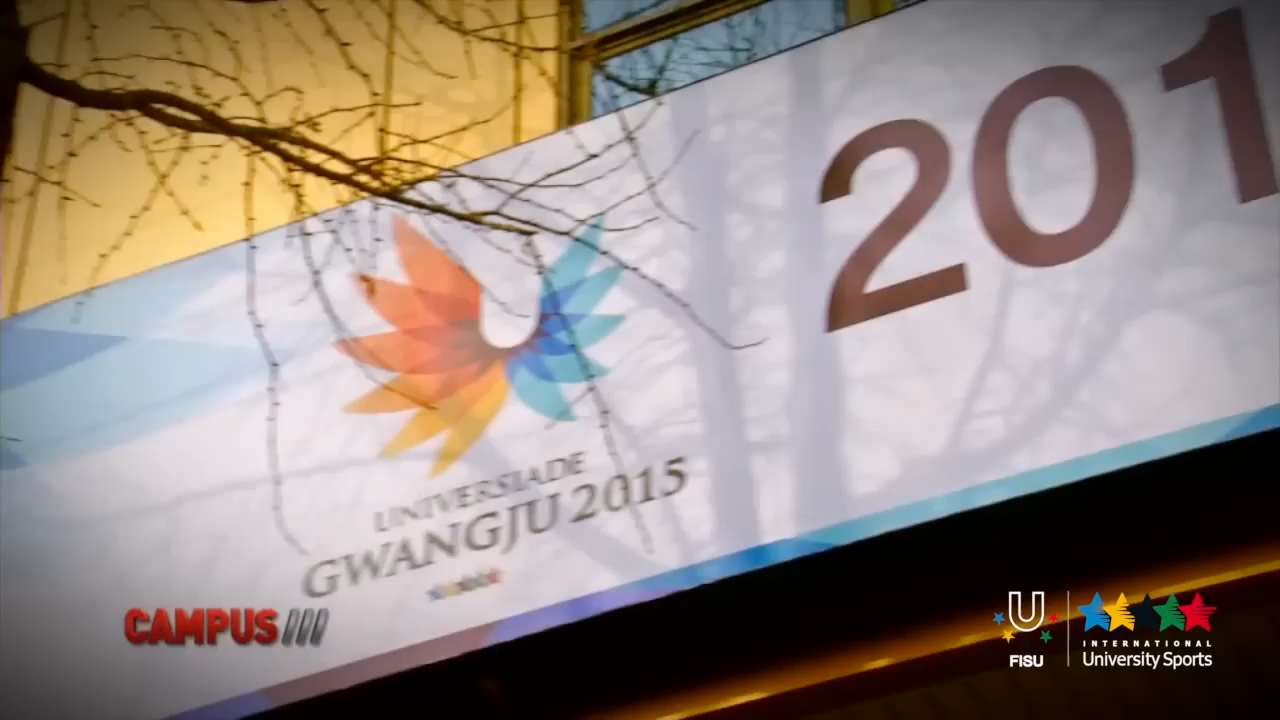 201
UNIVERSIADE
GWANGJU 2015
CAMPUS
U
FISU
INTERNATIONAL
University Sports